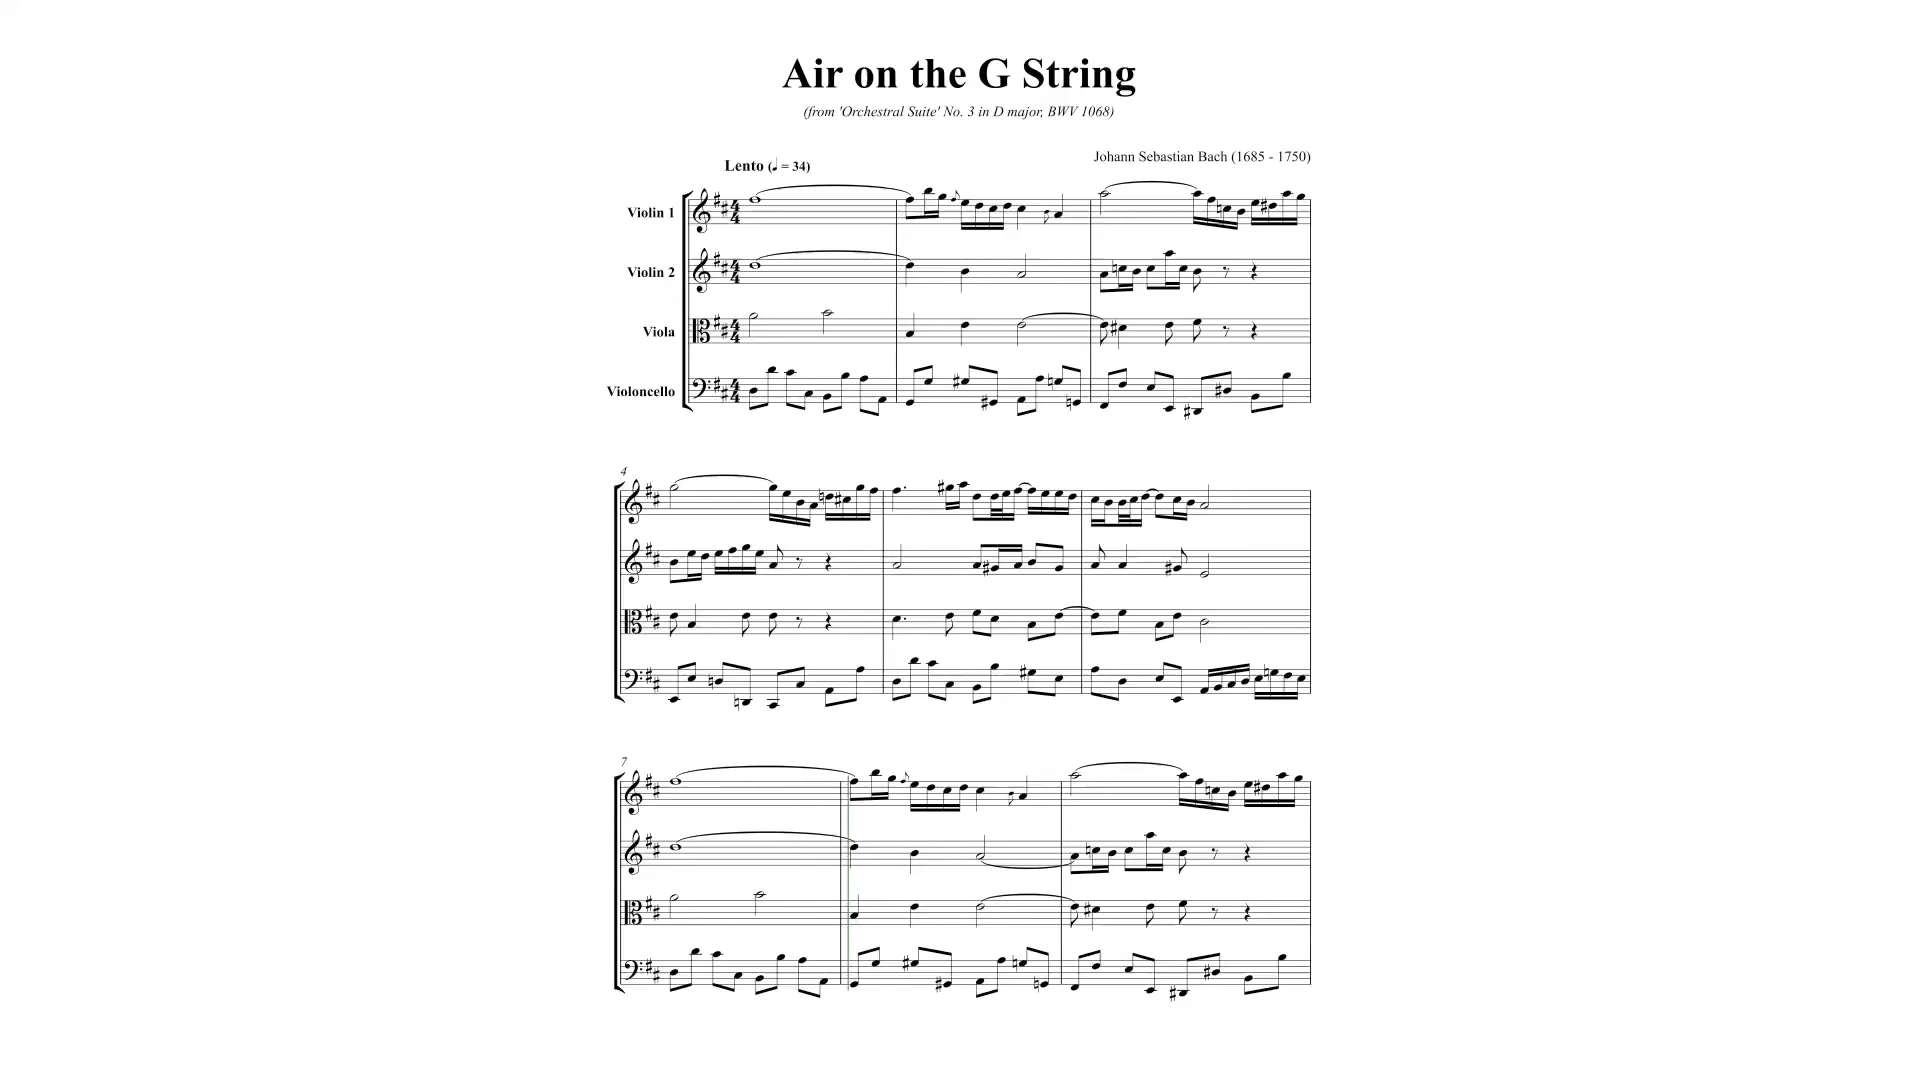 Air on the G String
(from 'Orchestral Suite' No. 3 in D major, BWV 1068)
Johann Sebastian Bach (1685 - 1750)
Lento (♩ = 34)
Violin 1
Violin 2
Viola
Violoncello
4
7